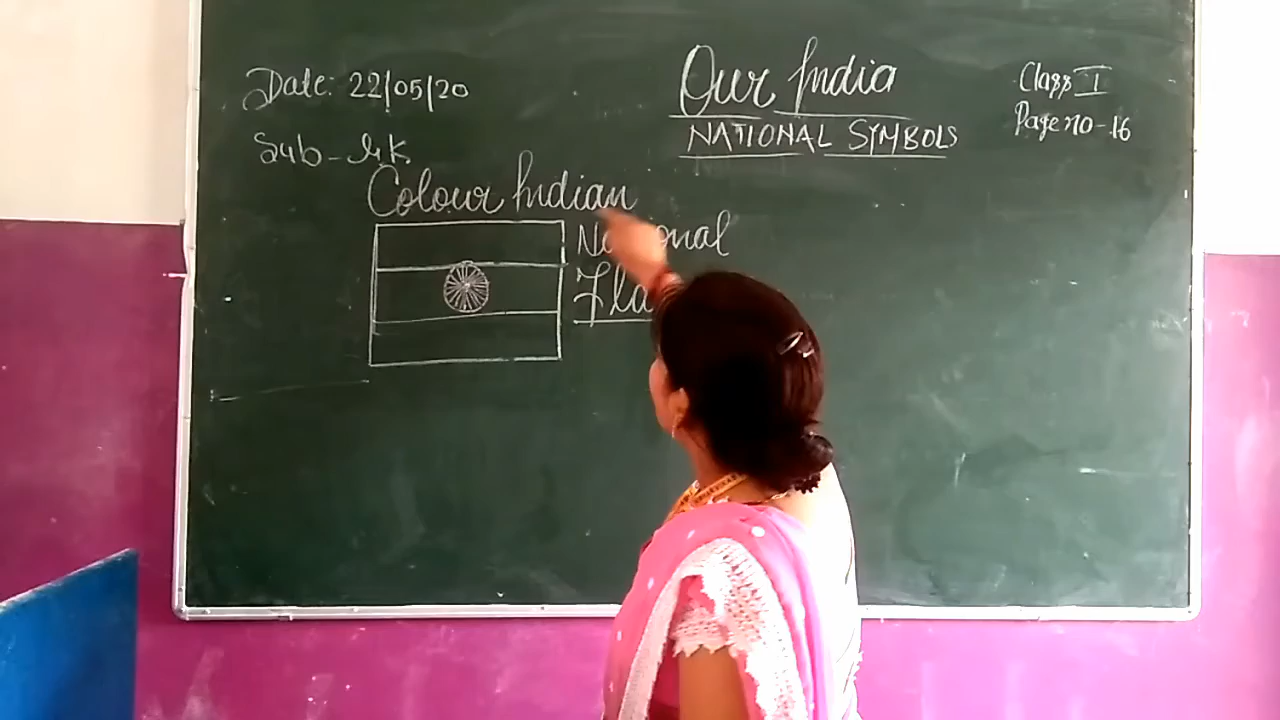 Date: 22/05/20
Our India
Class I
Sub - G.K.
NATIONAL SYMBOLS
Page no - 16
Colour Indian
National
Fla